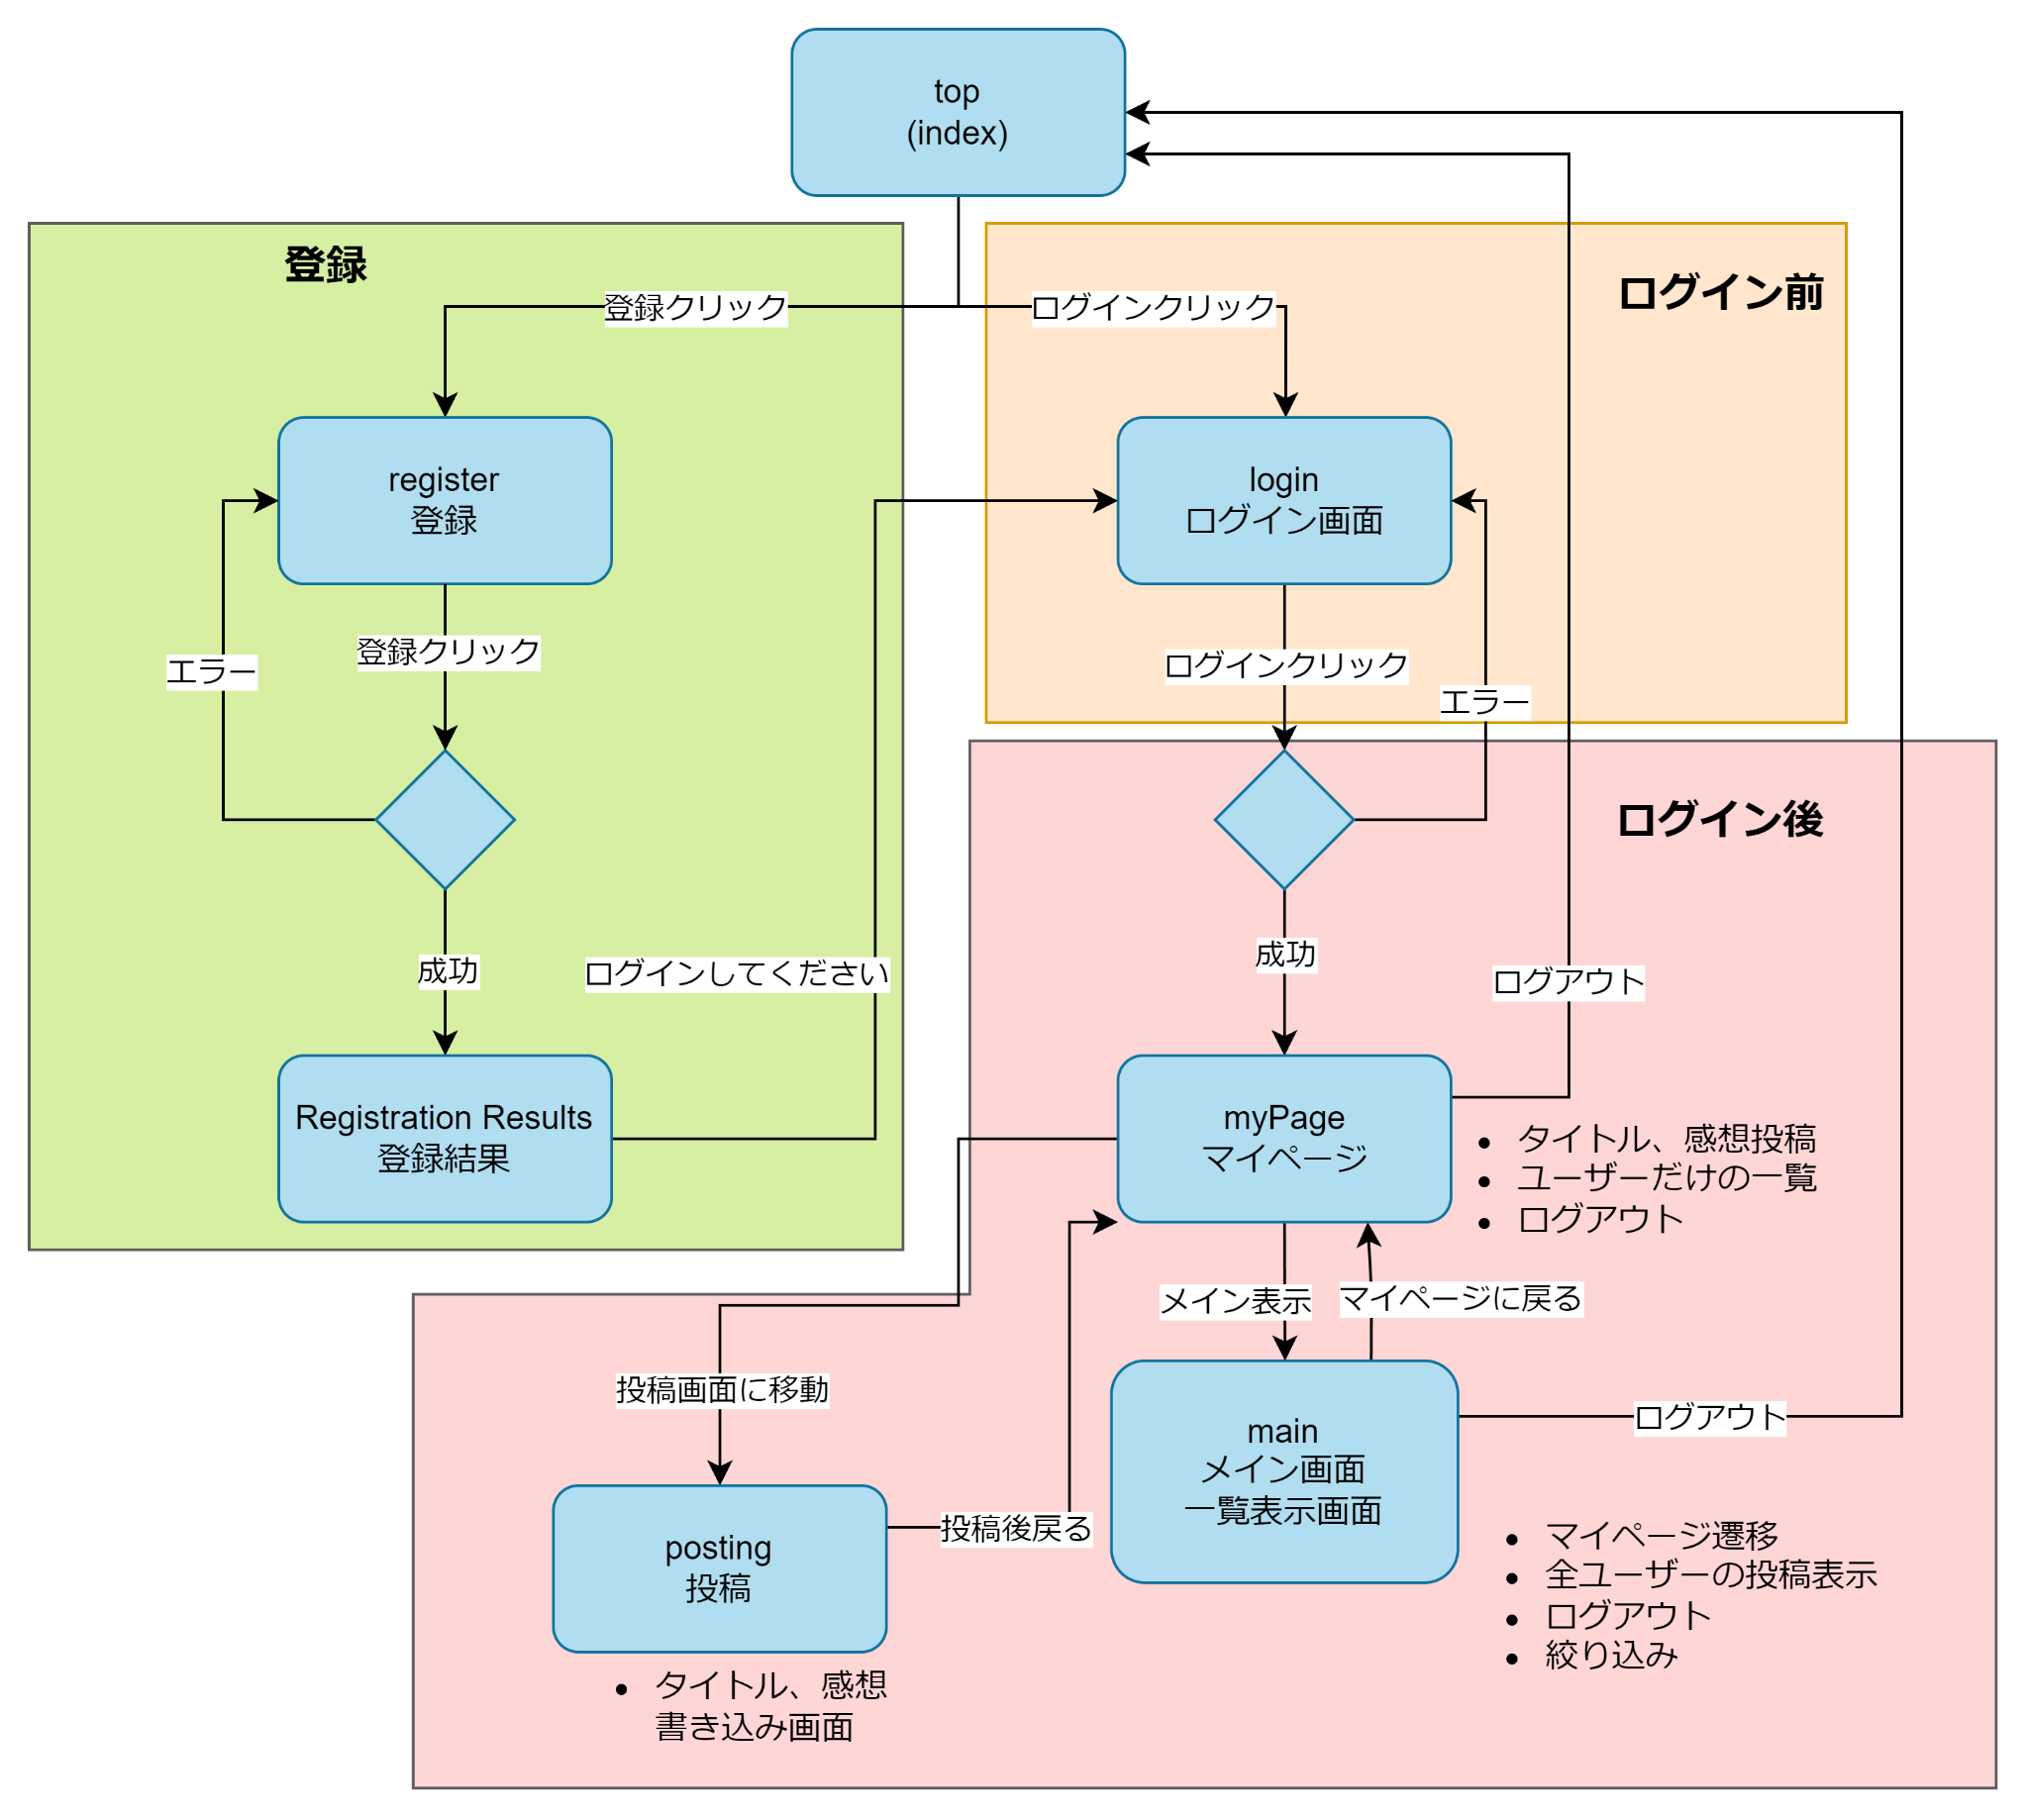 top
(index)
登録
ログイン前
登録クリック
ログインクリック
register
登録
login
ログイン画面
エラー
登録クリック
ログインクリック
エラー
ログイン後
成功
ログインしてください
成功
ログアウト
Registration Results
登録結果
myPage
マイページ
タイトル、感想投稿
ユーザーだけの一覧
ログアウト
メイン表示
マイページに戻る
投稿画面に移動
main
メイン画面
一覧表示画面
ログアウト
posting
投稿
投稿後戻る
マイページ遷移
全ユーザーの投稿表示
ログアウト
絞り込み
タイトル、感想
書き込み画面